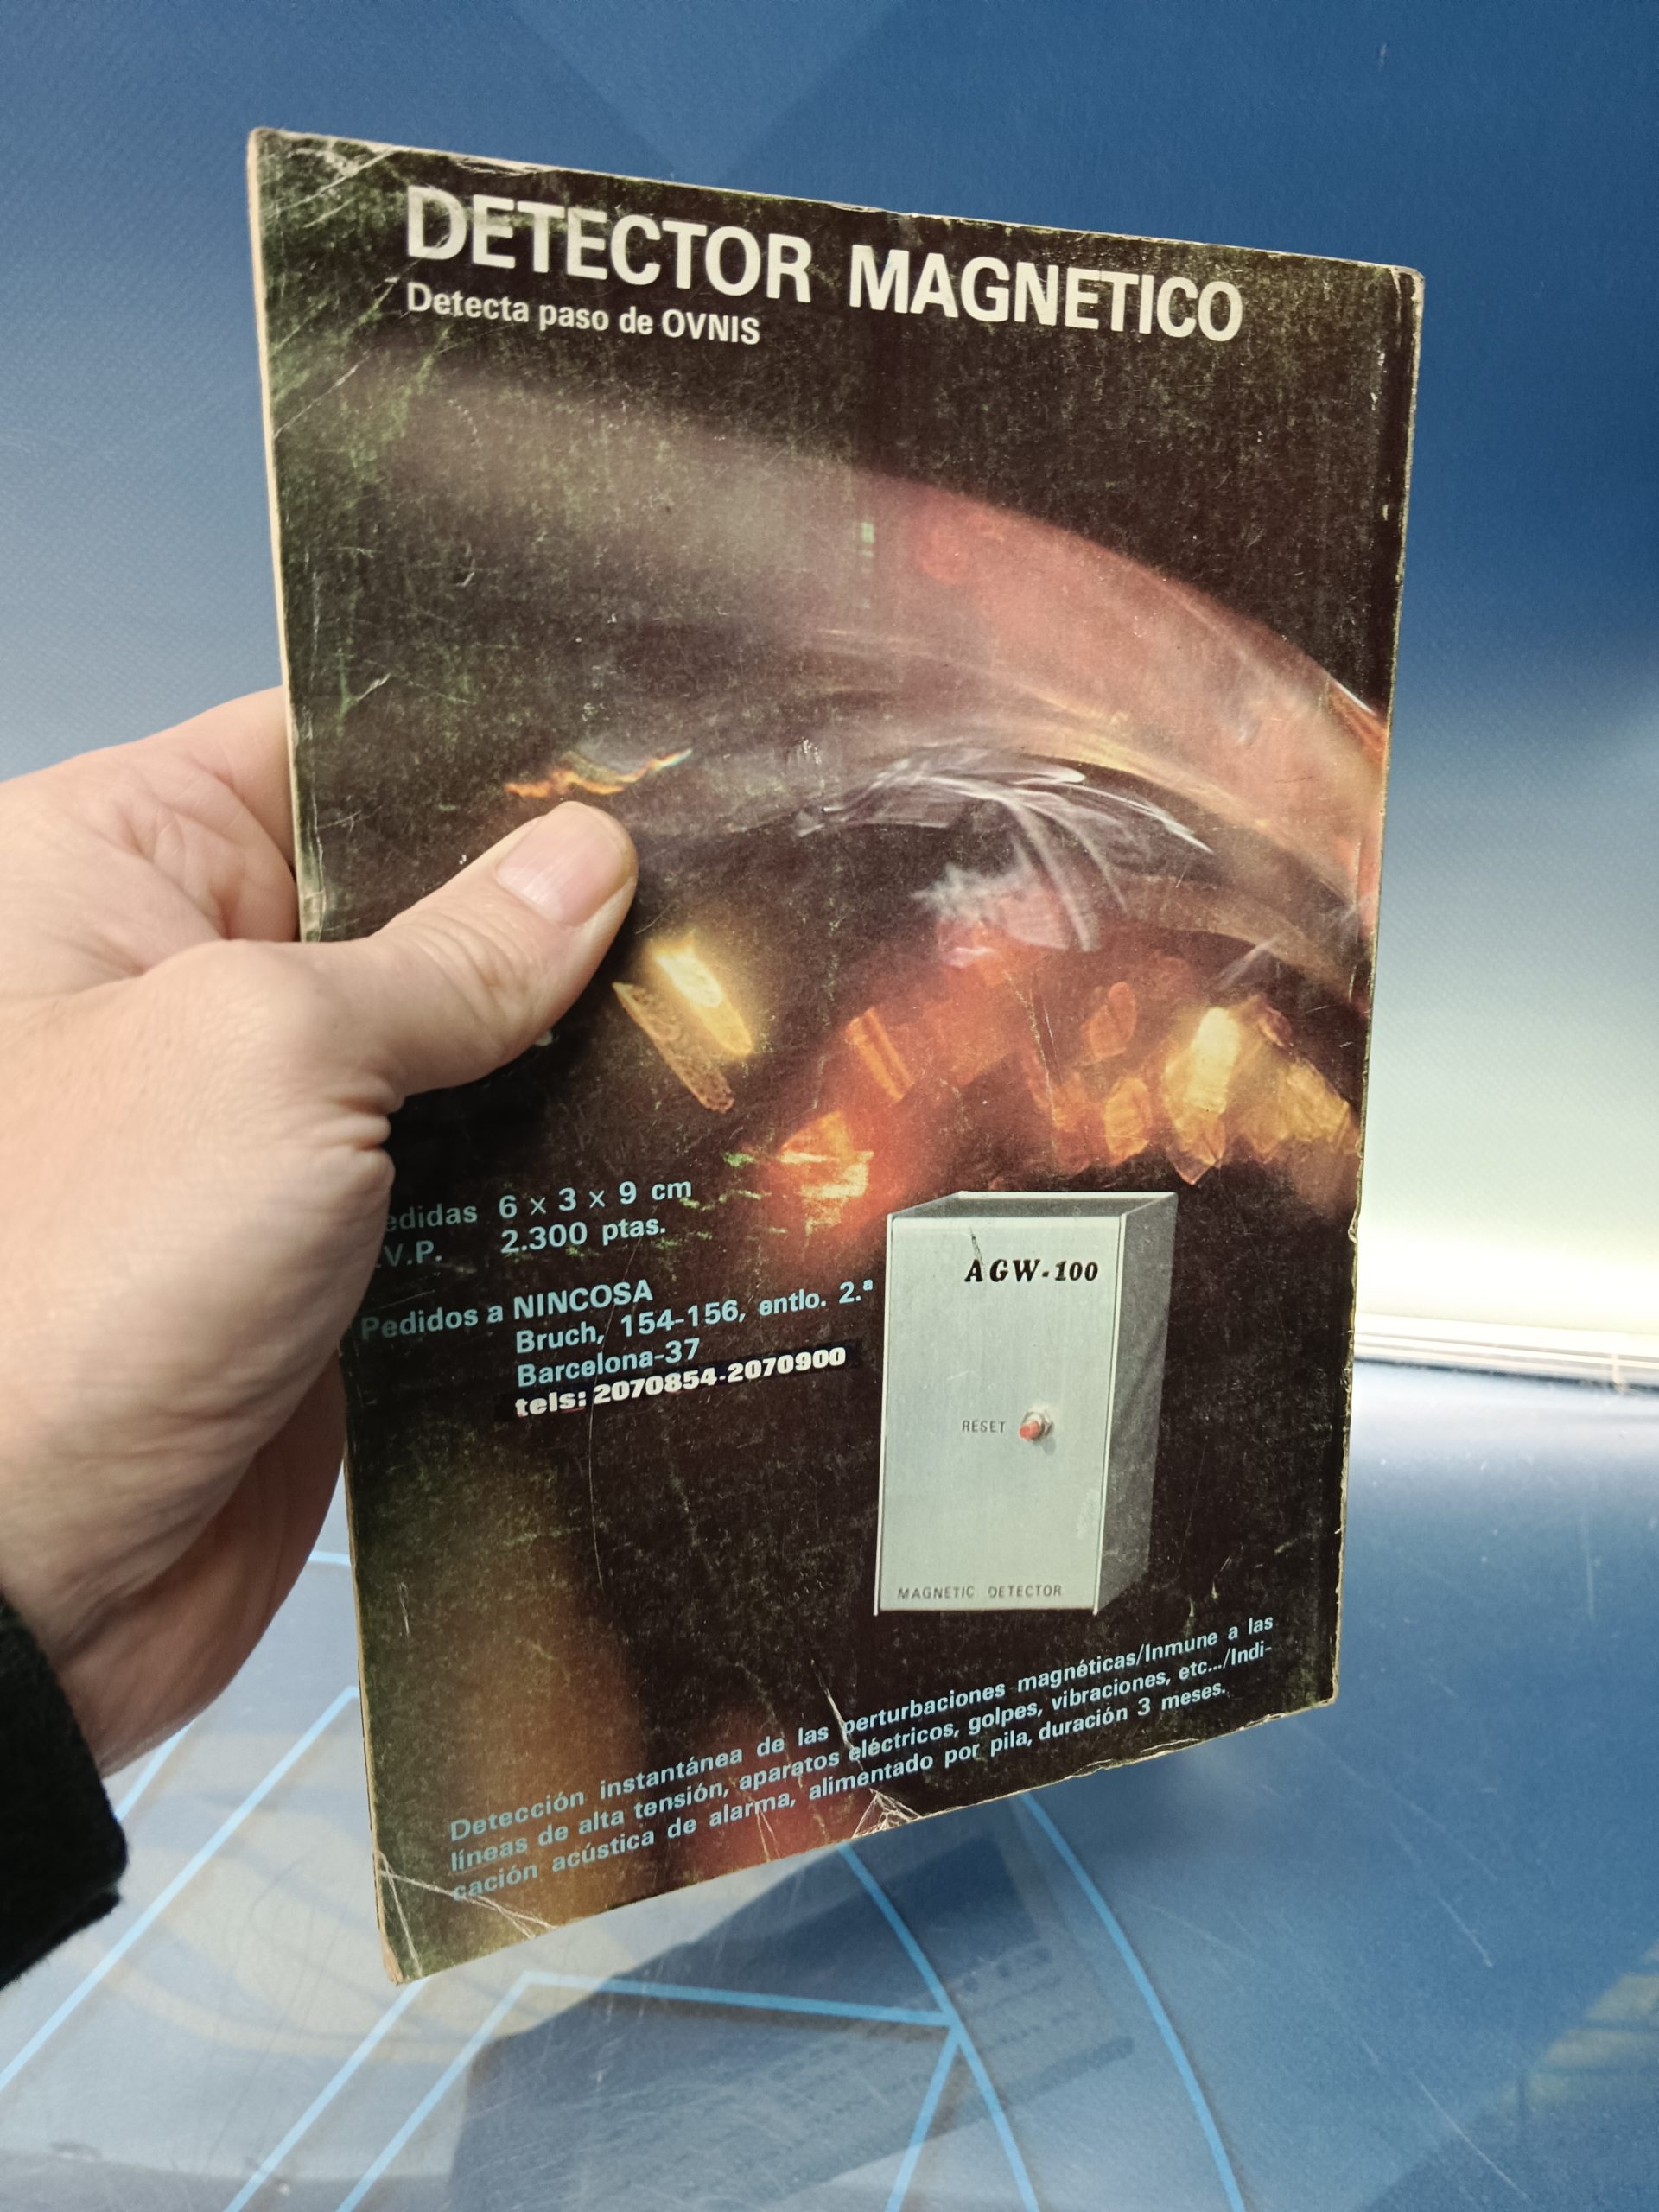 DETECTOR MAGNETICO
Detecta paso de OVNIS
edidas 6 x 3 x 9 cm
.V.P. 2.300 ptas.
Pedidos a NINCOSA
Bruch, 154-156, entlo. 2.ª
Barcelona-37
tels: 2070854-2070900
AGW-100
RESET
MAGNETIC DETECTOR
Detección instantánea de las perturbaciones magnéticas/Inmune a las
líneas de alta tensión, aparatos eléctricos, golpes, vibraciones, etc.../Indi-
cación acústica de alarma, alimentado por pila, duración 3 meses.